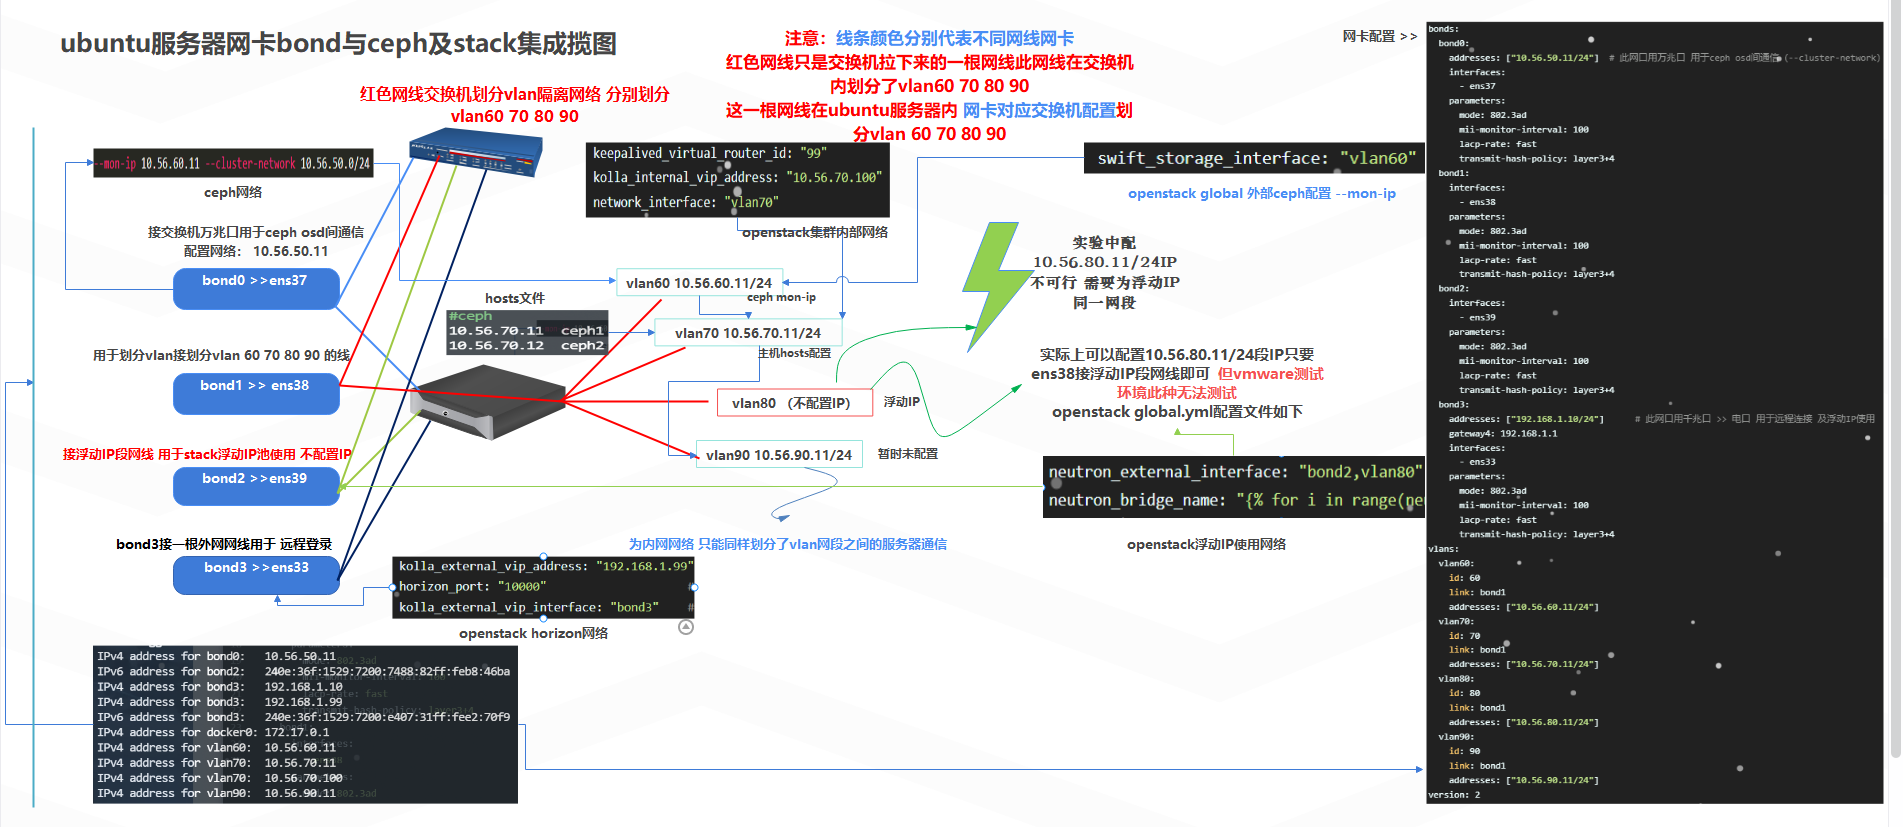 ubuntu服务器网卡bond与ceph及stack集成揽图
注意：线条颜色分别代表不同网线网卡
红色网线只是交换机拉下来的一根网线此网线在交换机
内划分了vlan60 70 80 90
这一根网线在ubuntu服务器内 网卡对应交换机配置划
分vlan 60 70 80 90
红色网线交换机划分vlan隔离网络 分别划分
vlan60 70 80 90
--mon-ip 10.56.60.11 --cluster-network 10.56.50.0/24
ceph网络
接交换机万兆口用于ceph osd间通信
配置网络： 10.56.50.11
bond0 >>ens37
用于划分vlan接划分vlan 60 70 80 90 的线
bond1 >> ens38
接浮动IP段网线 用于stack浮动IP池使用 不配置IP
bond2 >>ens39
bond3接一根外网网线用于 远程登录
bond3 >>ens33
keepalived_virtual_router_id: "99"
kolla_internal_vip_address: "10.56.70.100"
network_interface: "vlan70"
openstack集群内部网络
swift_storage_interface: "vlan60"
openstack global 外部ceph配置 --mon-ip
hosts文件
#ceph
10.56.70.11 ceph1
10.56.70.12 ceph2
vlan60 10.56.60.11/24
ceph mon-ip
vlan70 10.56.70.11/24
主机hosts配置
vlan80 （不配置IP）
浮动IP
vlan90 10.56.90.11/24
暂时未配置
为内网网络 只能同样划分了vlan网段之间的服务器通信
实验中配
10.56.80.11/24IP
不可行 需要为浮动IP
同一网段
实际上可以配置10.56.80.11/24段IP只要
ens38接浮动IP段网线即可 但vmware测试
环境此种无法测试
openstack global.yml配置文件如下
neutron_external_interface: "bond2,vlan80"
neutron_bridge_name: "{% for i in range(neu
openstack浮动IP使用网络
kolla_external_vip_address: "192.168.1.99"
horizon_port: "10000" #
kolla_external_vip_interface: "bond3" #
openstack horizon网络
IPv4 address for bond0: 10.56.50.11
IPv6 address for bond2: 240e:36f:1529:7200:7488:82ff:feb8:46ba
IPv4 address for bond3: 192.168.1.10
IPv4 address for bond3: 192.168.1.99
IPv6 address for bond3: 240e:36f:1529:7200:e407:31ff:fee2:70f9
IPv4 address for docker0: 172.17.0.1
IPv4 address for vlan60: 10.56.60.11
IPv4 address for vlan70: 10.56.70.11
IPv4 address for vlan70: 10.56.70.100
IPv4 address for vlan90: 10.56.90.11
网卡配置 >>
bonds:
bond0:
addresses: ["10.56.50.11/24"] # 此网口用万兆口 用于ceph osd间通信 (--cluster-network)
interfaces:
- ens37
parameters:
mode: 802.3ad
mii-monitor-interval: 100
lacp-rate: fast
transmit-hash-policy: layer3+4
bond1:
interfaces:
- ens38
parameters:
mode: 802.3ad
mii-monitor-interval: 100
lacp-rate: fast
transmit-hash-policy: layer3+4
bond2:
interfaces:
- ens39
parameters:
mode: 802.3ad
mii-monitor-interval: 100
lacp-rate: fast
transmit-hash-policy: layer3+4
bond3:
addresses: ["192.168.1.10/24"] # 此网口用千兆口 >> 电口 用于远程连接 及浮动IP使用
gateway4: 192.168.1.1
interfaces:
- ens33
parameters:
mode: 802.3ad
mii-monitor-interval: 100
lacp-rate: fast
transmit-hash-policy: layer3+4
vlans:
vlan60:
id: 60
link: bond1
addresses: ["10.56.60.11/24"]
vlan70:
id: 70
link: bond1
addresses: ["10.56.70.11/24"]
vlan80:
id: 80
link: bond1
addresses: ["10.56.80.11/24"]
vlan90:
id: 90
link: bond1
addresses: ["10.56.90.11/24"]
version: 2